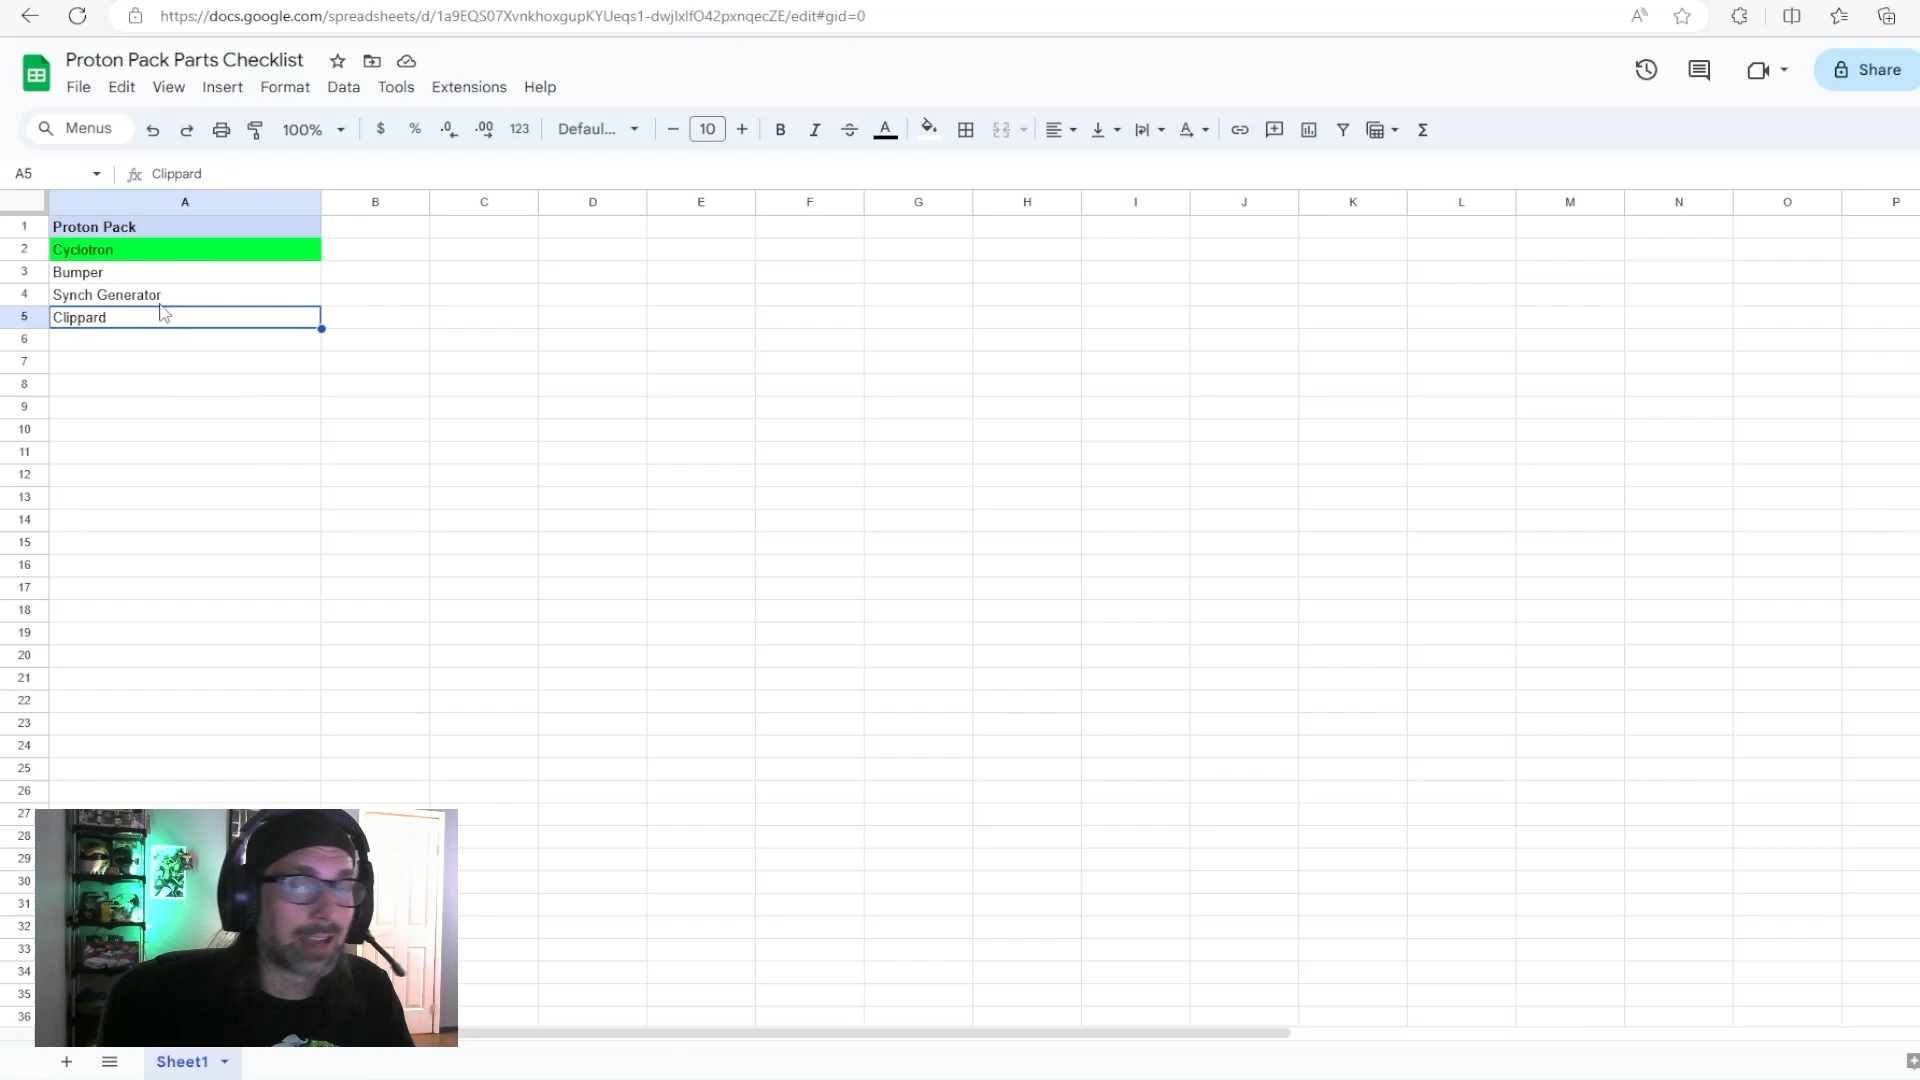 https://docs.google.com/spreadsheets/d/1a9EQS07XvnkhoxgupKYUeqs1-dwjIxlfO42pxnqecZE/edit#gid=0
Proton Pack Parts Checklist
File Edit View Insert Format Data Tools Extensions Help
Share
Menus 100% $ % .0 .00 123 Defaul... 10 B I A
A5 fx Clippard
A B C D E F G H I J K L M N O P
1 Proton Pack
2 Cyclotron
3 Bumper
4 Synch Generator
5 Clippard
6
7
8
9
10
11
12
13
14
15
16
17
18
19
20
21
22
23
24
25
26
27
28
29
30
31
32
33
34
35
36
Sheet1